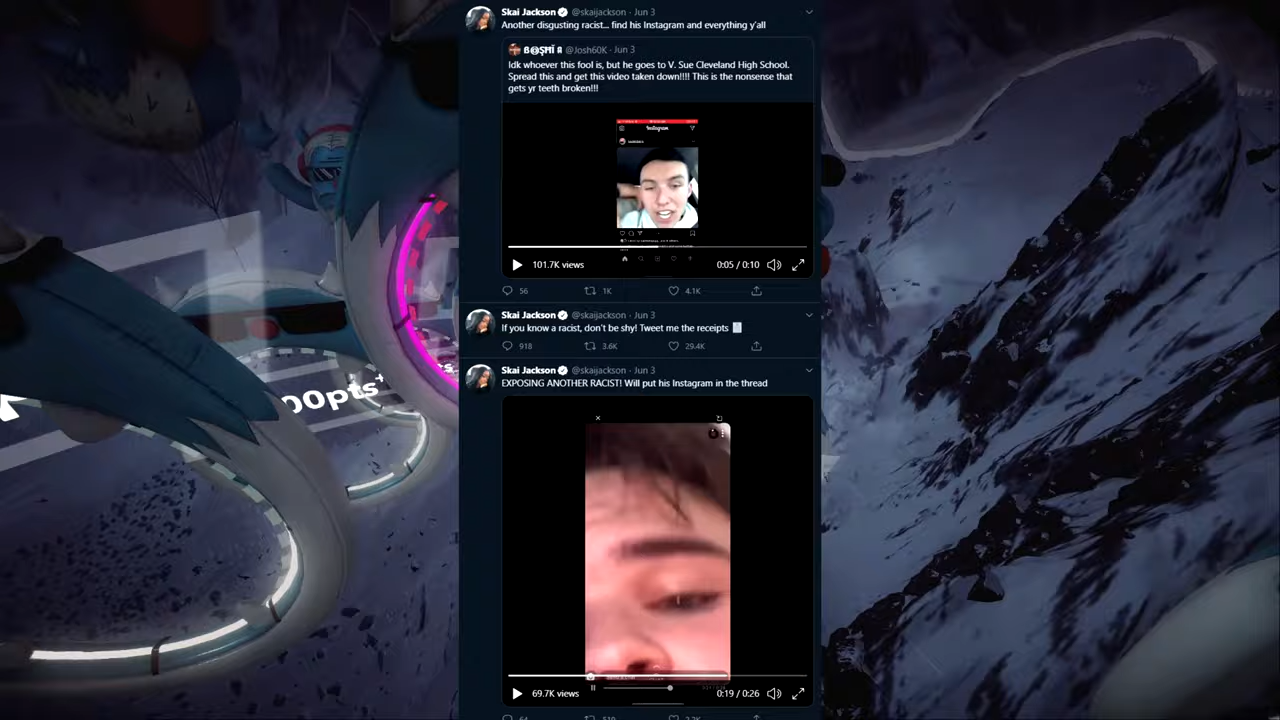 Skai Jackson @skaijackson · Jun 3
Another disgusting racist... find his Instagram and everything y'all
@Josh60K · Jun 3
Idk whoever this fool is, but he goes to V. Sue Cleveland High School.
Spread this and get this video taken down!!!! This is the nonsense that
gets yr teeth broken!!!
Instagram
101.7K views
0:05 / 0:10
56
1K
4.1K
Skai Jackson @skaijackson · Jun 3
If you know a racist, don't be shy! Tweet me the receipts
918
3.6K
29.4K
Skai Jackson @skaijackson · Jun 3
EXPOSING ANOTHER RACIST! Will put his Instagram in the thread
00pts+
69.7K views
0:19 / 0:26